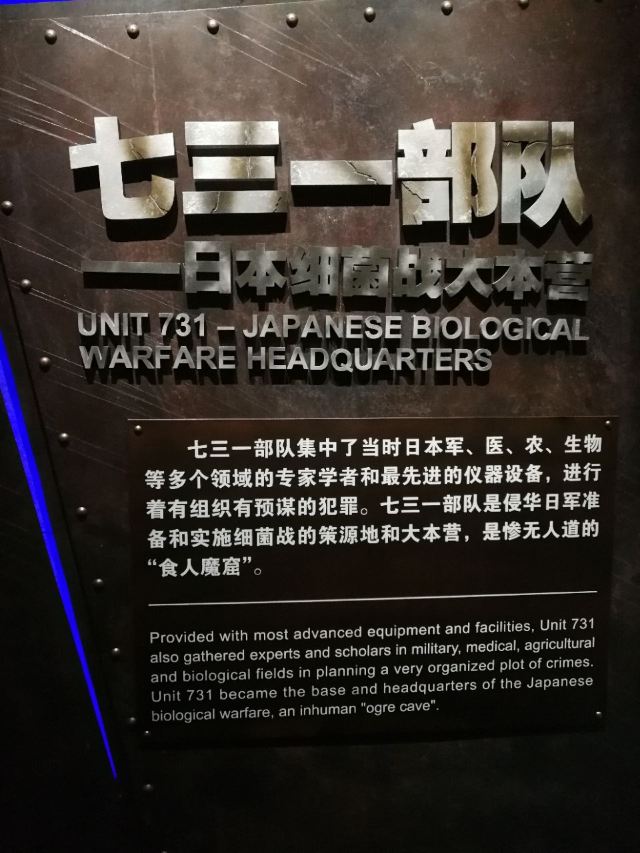 七三一部队
——日本细菌战大本营
UNIT 731 – JAPANESE BIOLOGICAL
WARFARE HEADQUARTERS
七三一部队集中了当时日本军、医、农、生物
等多个领域的专家学者和最先进的仪器设备，进行
着有组织有预谋的犯罪。七三一部队是侵华日军准
备和实施细菌战的策源地和大本营，是惨无人道的
“食人魔窟”。
Provided with most advanced equipment and facilities, Unit 731
also gathered experts and scholars in military, medical, agricultural
and biological fields in planning a very organized plot of crimes.
Unit 731 became the base and headquarters of the Japanese
biological warfare, an inhuman "ogre cave".